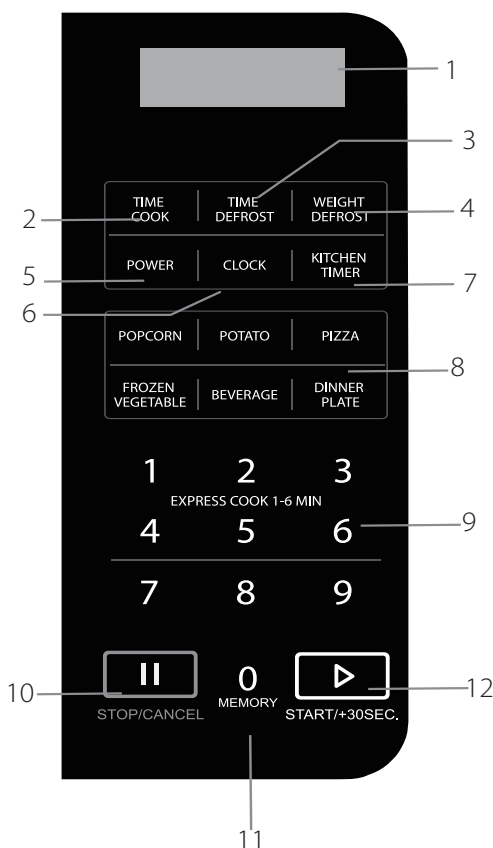 1
3
TIME
COOK
TIME
DEFROST
WEIGHT
DEFROST
2
4
POWER
CLOCK
KITCHEN
TIMER
5
6
7
POPCORN
POTATO
PIZZA
8
FROZEN
VEGETABLE
BEVERAGE
DINNER
PLATE
1 2 3
EXPRESS COOK 1-6 MIN
4 5 6
9
7 8 9
10
STOP/CANCEL
0
MEMORY
START/+30SEC.
12
11